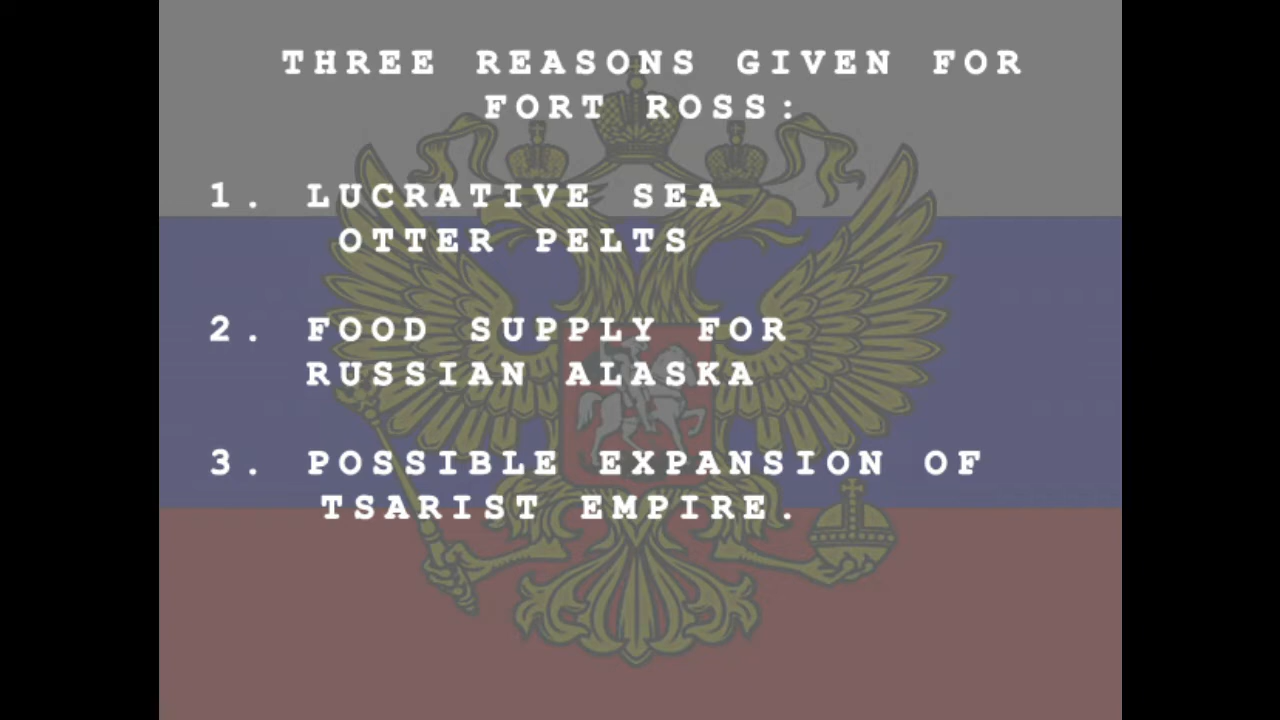 THREE REASONS GIVEN FOR
FORT ROSS:
1. LUCRATIVE SEA
OTTER PELTS
2. FOOD SUPPLY FOR
RUSSIAN ALASKA
3. POSSIBLE EXPANSION OF
TSARIST EMPIRE.